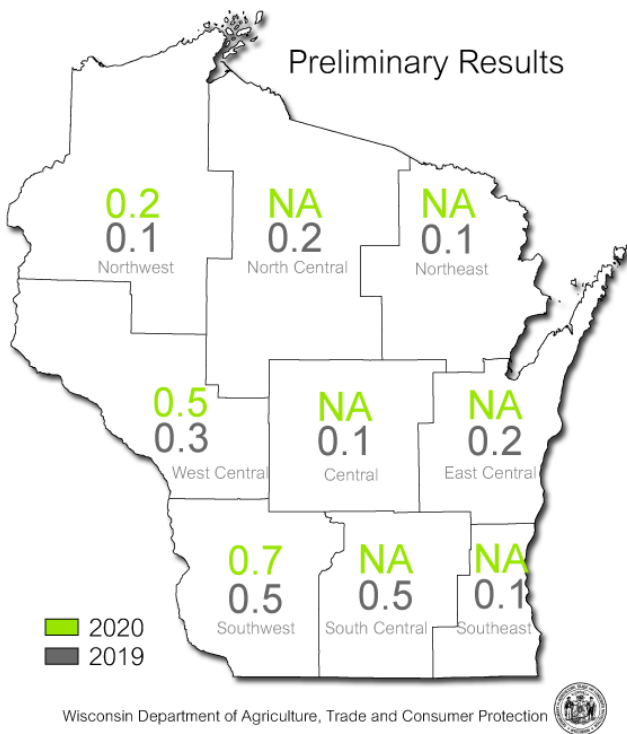 Preliminary Results
0.2
0.1
Northwest
NA
0.2
North Central
NA
0.1
Northeast
0.5
0.3
West Central
NA
0.1
Central
NA
0.2
East Central
0.7
0.5
Southwest
NA
0.5
South Central
NA
0.1
Southeast
2020
2019
Wisconsin Department of Agriculture, Trade and Consumer Protection